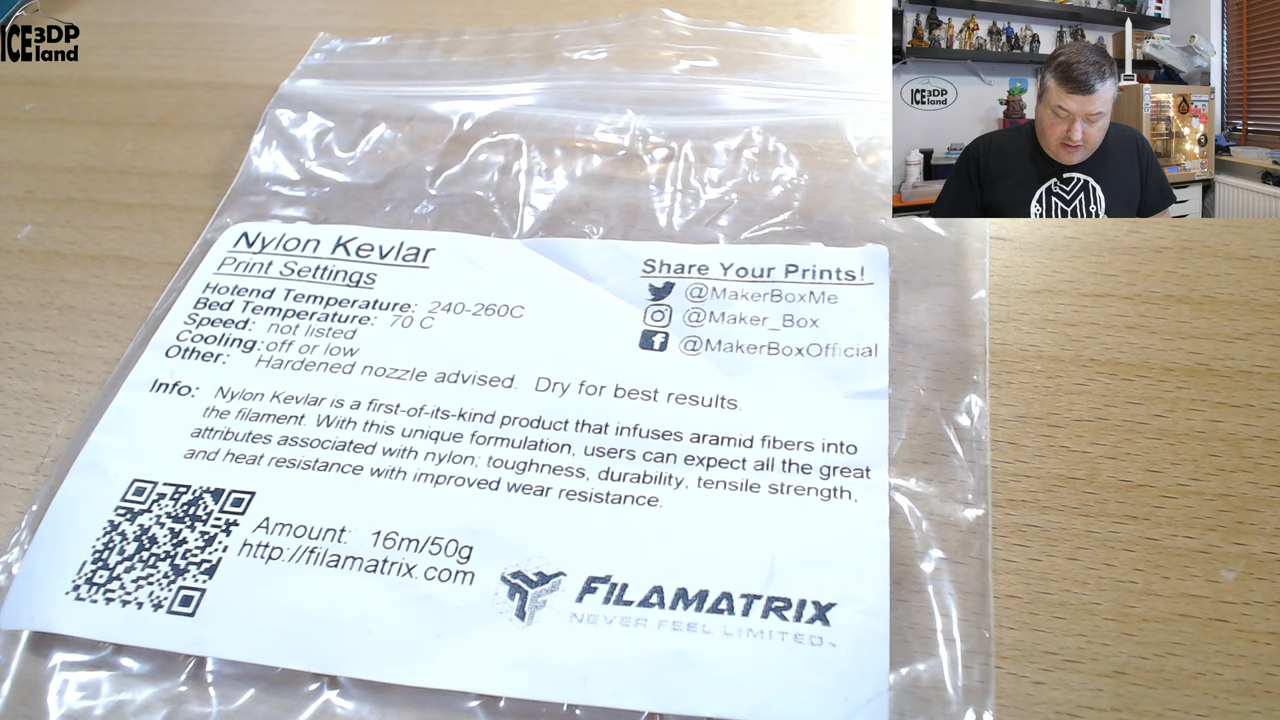 ICE 3DP land
ICE 3DP land
Nylon Kevlar
Print Settings
Hotend Temperature: 240-260C
Bed Temperature: 70 C
Speed: not listed
Cooling: off or low
Other: Hardened nozzle advised. Dry for best results.
Share Your Prints!
@MakerBoxMe
@Maker_Box
@MakerBoxOfficial
Info: Nylon Kevlar is a first-of-its-kind product that infuses aramid fibers into
the filament. With this unique formulation, users can expect all the great
attributes associated with nylon; toughness, durability, tensile strength,
and heat resistance with improved wear resistance.
Amount: 16m/50g
http://filamatrix.com
FILAMATRIX
NEVER FEEL LIMITED